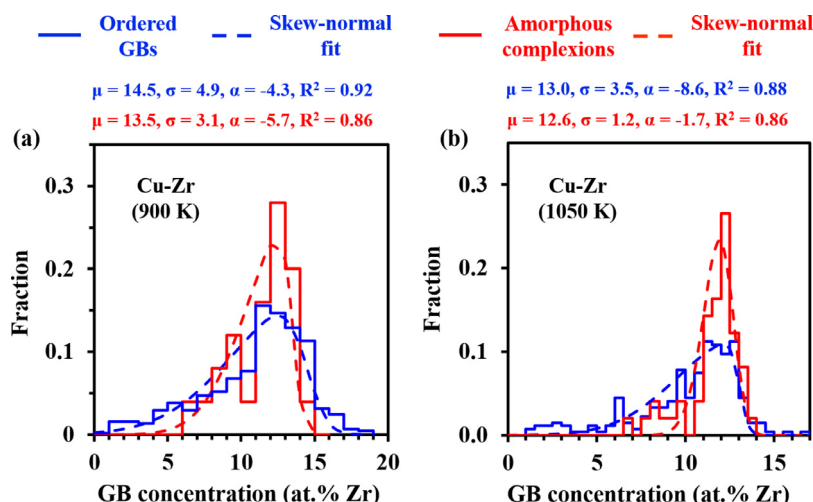 Ordered GBs
Skew-normal fit
Amorphous complexions
Skew-normal fit
μ = 14.5, σ = 4.9, α = -4.3, R² = 0.92
μ = 13.5, σ = 3.1, α = -5.7, R² = 0.86
μ = 13.0, σ = 3.5, α = -8.6, R² = 0.88
μ = 12.6, σ = 1.2, α = -1.7, R² = 0.86
(a)
Cu-Zr
(900 K)
Fraction
0.3
0.2
0.1
0
0 5 10 15 20
GB concentration (at.% Zr)
(b)
Cu-Zr
(1050 K)
Fraction
0.3
0.2
0.1
0.0
0 5 10 15
GB concentration (at.% Zr)